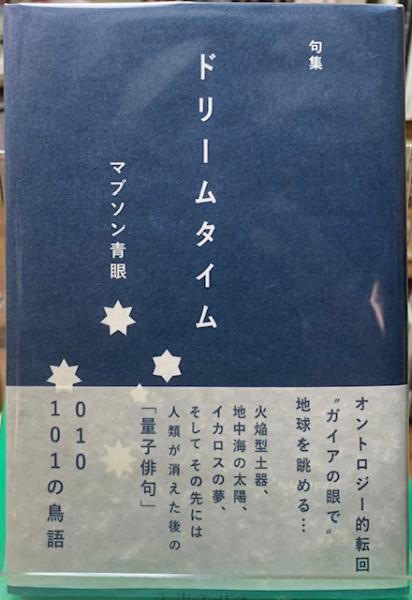 句集
ドリームタイム
マブソン青眼
オントロジー的転回
"ガイアの眼で"
地球を眺める…
火焔型土器、
地中海の太陽、
イカロスの夢、
そして その先には
人類が消えた後の
「量子俳句」
010
101の鳥語